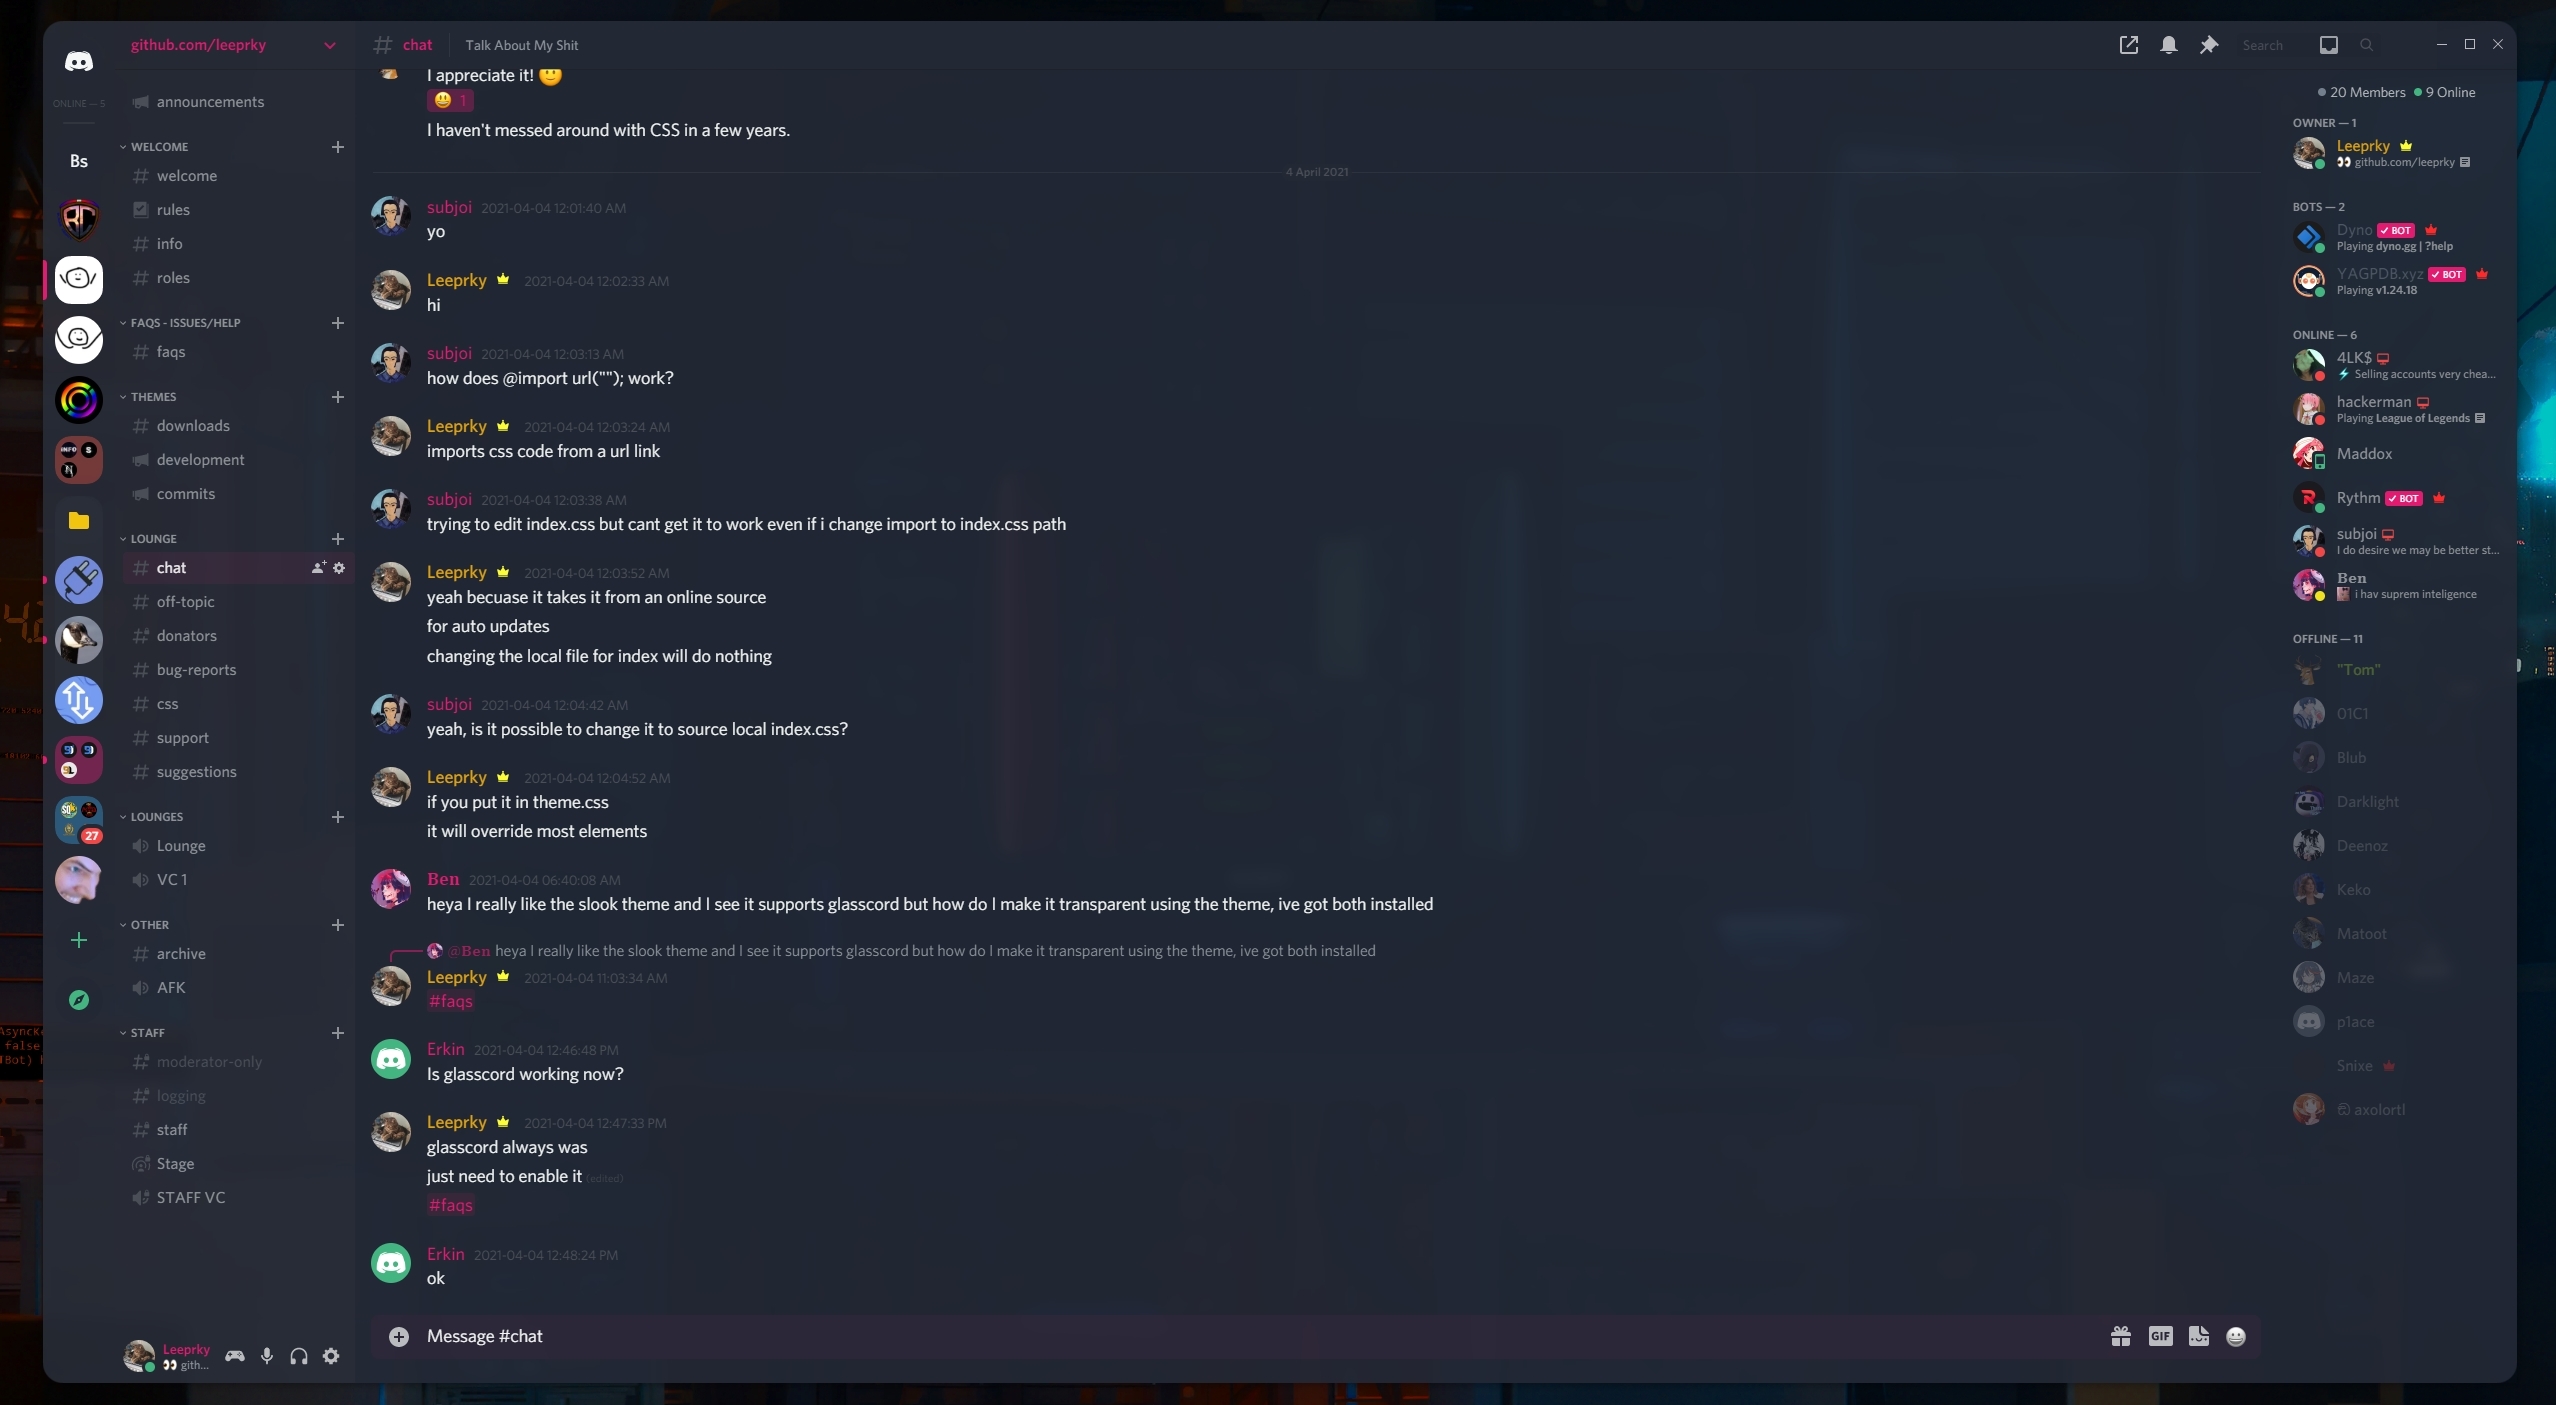 github.com/leeprky
chat
Talk About My Shit
Search
ONLINE — 5
Bs
announcements
WELCOME
welcome
rules
info
roles
FAQS - ISSUES/HELP
faqs
THEMES
downloads
development
commits
LOUNGE
chat
off-topic
donators
bug-reports
css
support
suggestions
LOUNGES
Lounge
VC 1
OTHER
archive
AFK
STAFF
moderator-only
logging
staff
Stage
STAFF VC
27
Leeprky
gith...
I appreciate it!
1
I haven't messed around with CSS in a few years.
4 April 2021
subjoi 2021-04-04 12:01:40 AM
yo
Leeprky 2021-04-04 12:02:33 AM
hi
subjoi 2021-04-04 12:03:13 AM
how does @import url(""); work?
Leeprky 2021-04-04 12:03:24 AM
imports css code from a url link
subjoi 2021-04-04 12:03:38 AM
trying to edit index.css but cant get it to work even if i change import to index.css path
Leeprky 2021-04-04 12:03:52 AM
yeah becuase it takes it from an online source
for auto updates
changing the local file for index will do nothing
subjoi 2021-04-04 12:04:42 AM
yeah, is it possible to change it to source local index.css?
Leeprky 2021-04-04 12:04:52 AM
if you put it in theme.css
it will override most elements
Ben 2021-04-04 06:40:08 AM
heya I really like the slook theme and I see it supports glasscord but how do I make it transparent using the theme, ive got both installed
@Ben heya I really like the slook theme and I see it supports glasscord but how do I make it transparent using the theme, ive got both installed
Leeprky 2021-04-04 11:03:34 AM
#faqs
Erkin 2021-04-04 12:46:48 PM
Is glasscord working now?
Leeprky 2021-04-04 12:47:33 PM
glasscord always was
just need to enable it (edited)
#faqs
Erkin 2021-04-04 12:48:24 PM
ok
Message #chat
GIF
20 Members 9 Online
OWNER — 1
Leeprky
github.com/leeprky
BOTS — 2
Dyno BOT
Playing dyno.gg | ?help
YAGPDB.xyz BOT
Playing v1.24.18
ONLINE — 6
4LK$
Selling accounts very chea...
hackerman
Playing League of Legends
Maddox
Rythm BOT
subjoi
I do desire we may be better st...
Ben
i hav suprem inteligence
OFFLINE — 11
"Tom"
01C1
Blub
Darklight
Deenoz
Keko
Matoot
Maze
p1ace
Snixe
axolortl